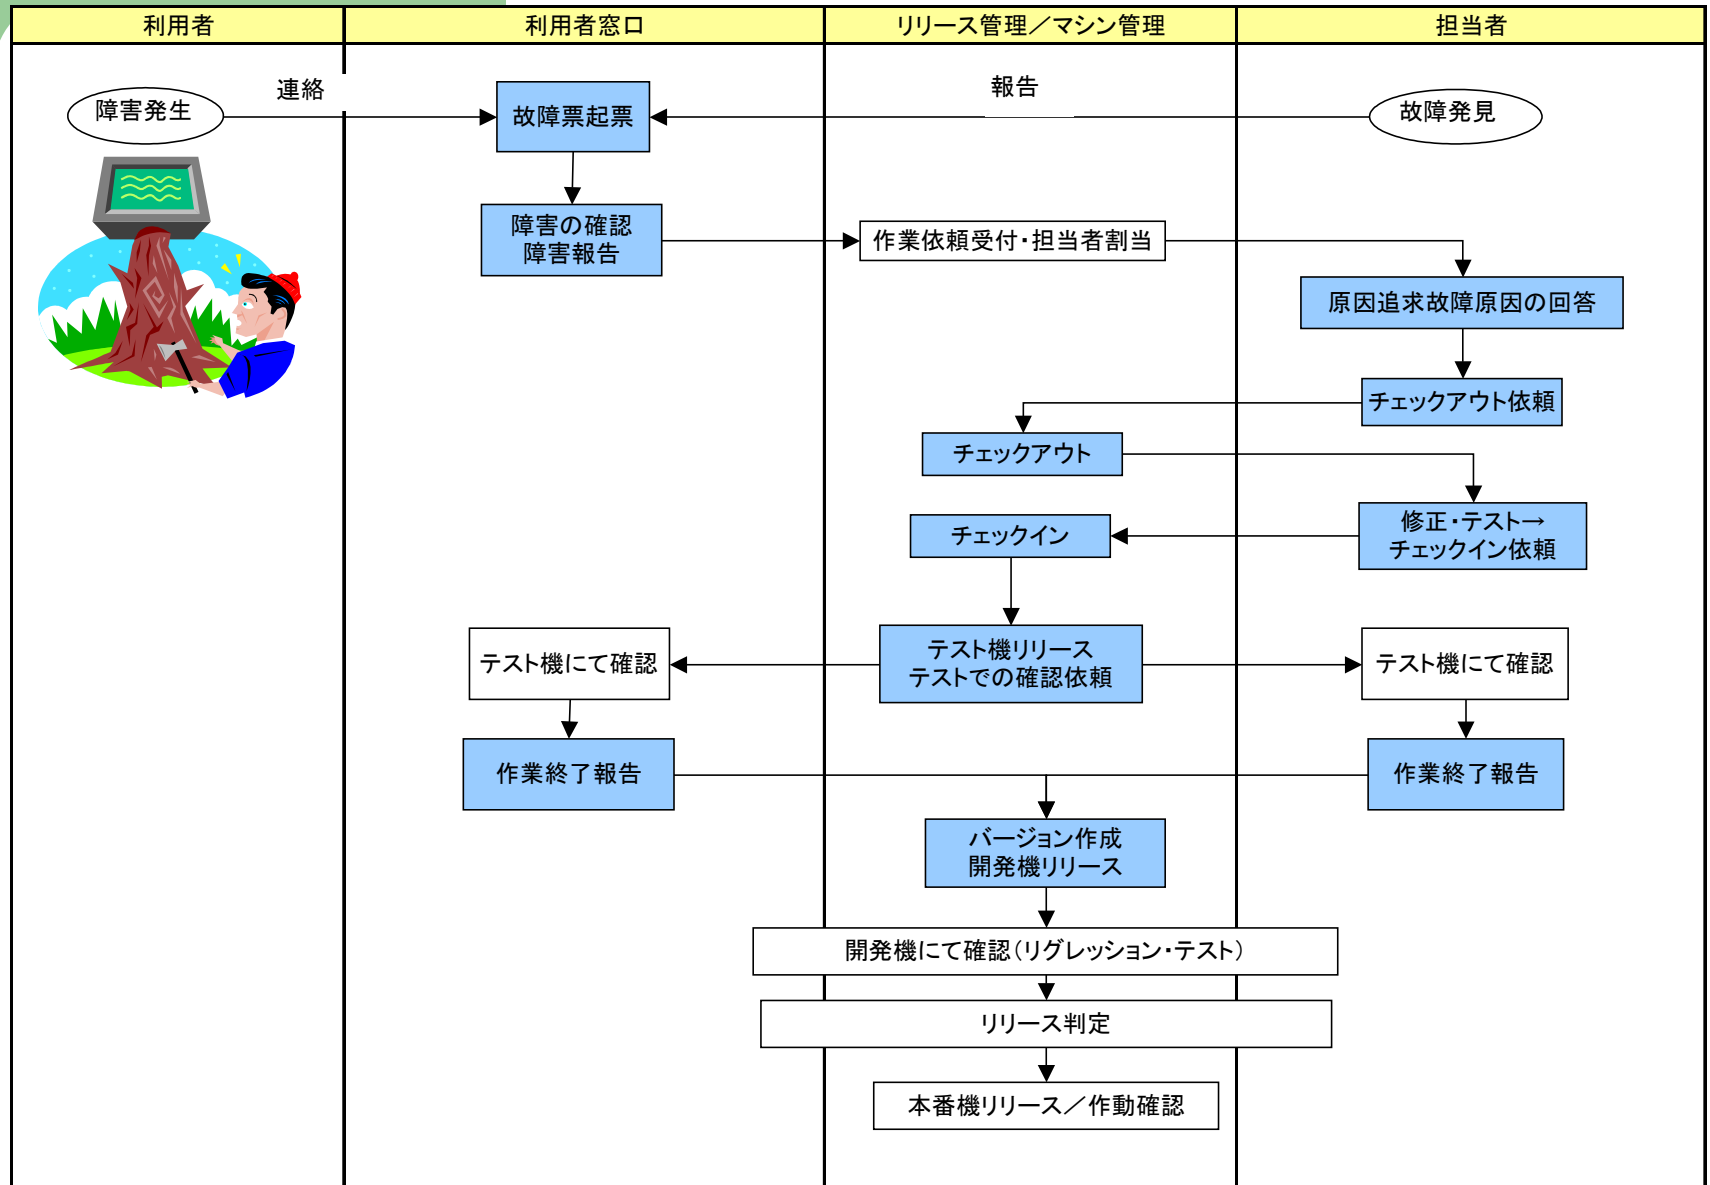 利用者
利用者窓口
リリース管理／マシン管理
担当者
障害発生
連絡
故障票起票
報告
故障発見
障害の確認
障害報告
作業依頼受付・担当者割当
原因追求故障原因の回答
チェックアウト依頼
チェックアウト
修正・テスト→
チェックイン依頼
チェックイン
テスト機にて確認
テスト機リリース
テストでの確認依頼
テスト機にて確認
作業終了報告
作業終了報告
バージョン作成
開発機リリース
開発機にて確認（リグレッション・テスト）
リリース判定
本番機リリース／作動確認